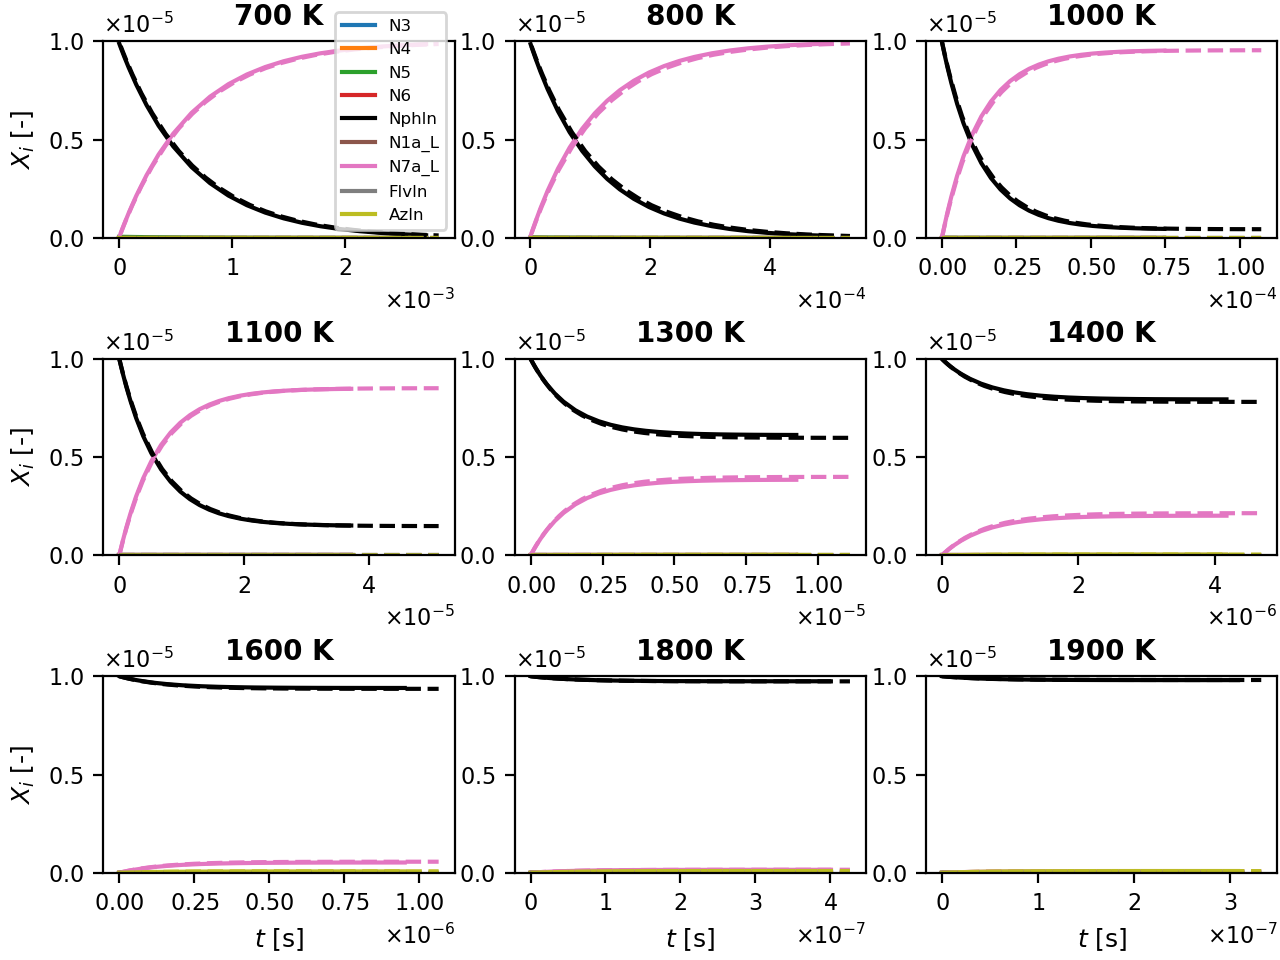 700 K
800 K
1000 K
×10⁻⁵
×10⁻⁵
×10⁻⁵
N3
N4
N5
N6
Nphln
N1a_L
N7a_L
Flvln
Azln
Xᵢ [-]
1.0
0.5
0.0
1.0
0.5
0.0
1.0
0.5
0.0
0 1 2
0 2 4
0.00 0.25 0.50 0.75 1.00
×10⁻³
×10⁻⁴
×10⁻⁴
1100 K
1300 K
1400 K
×10⁻⁵
×10⁻⁵
×10⁻⁵
Xᵢ [-]
1.0
0.5
0.0
1.0
0.5
0.0
1.0
0.5
0.0
0 2 4
0.00 0.25 0.50 0.75 1.00
0 2 4
×10⁻⁵
×10⁻⁵
×10⁻⁶
1600 K
1800 K
1900 K
×10⁻⁵
×10⁻⁵
×10⁻⁵
Xᵢ [-]
1.0
0.5
0.0
1.0
0.5
0.0
1.0
0.5
0.0
0.00 0.25 0.50 0.75 1.00
0 1 2 3 4
0 1 2 3
t [s]
×10⁻⁶
t [s]
×10⁻⁷
t [s]
×10⁻⁷